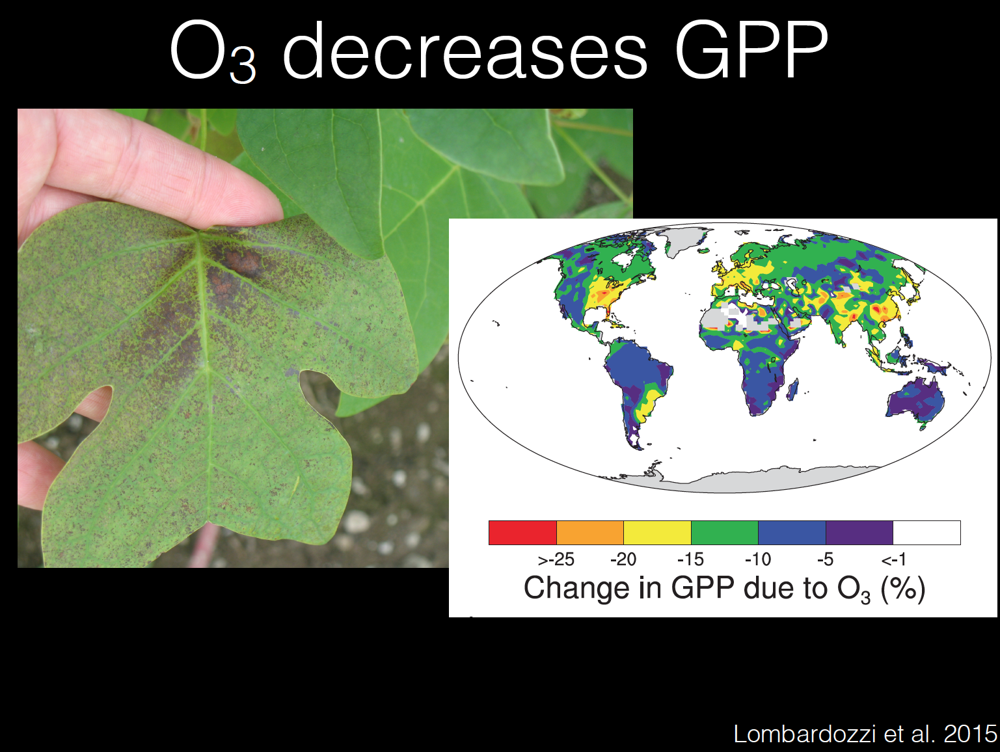 O₃ decreases GPP
>-25 -20 -15 -10 -5 <-1
Change in GPP due to O₃ (%)
Lombardozzi et al. 2015